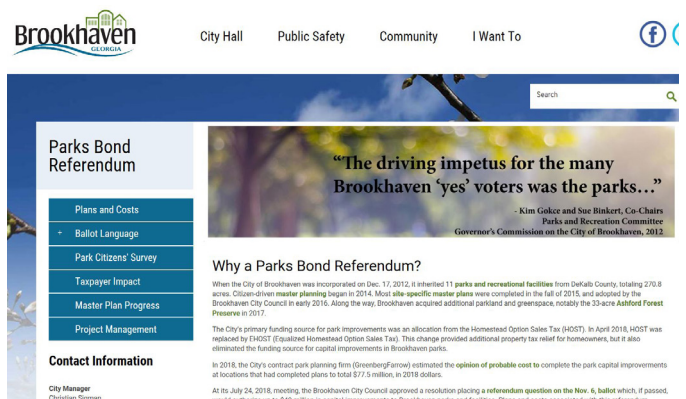 Brookhaven
GEORGIA
City Hall
Public Safety
Community
I Want To
f
Search
Parks Bond
Referendum
Plans and Costs
+ Ballot Language
Park Citizens' Survey
Taxpayer Impact
Master Plan Progress
Project Management
Contact Information
City Manager
Christian Sigman
“The driving impetus for the many
Brookhaven ‘yes’ voters was the parks…”
- Kim Gokce and Sue Binkert, Co-Chairs
Parks and Recreation Committee
Governor's Commission on the City of Brookhaven, 2012
Why a Parks Bond Referendum?
When the City of Brookhaven was incorporated on Dec. 17, 2012, it inherited 11 parks and recreational facilities from DeKalb County, totaling 270.8
acres. Citizen-driven master planning began in 2014. Most site-specific master plans were completed in the fall of 2015, and adopted by the
Brookhaven City Council in early 2016. Along the way, Brookhaven acquired additional parkland and greenspace, notably the 33-acre Ashford Forest
Preserve in 2017.
The City's primary funding source for park improvements was an allocation from the Homestead Option Sales Tax (HOST). In April 2018, HOST was
replaced by EHOST (Equalized Homestead Option Sales Tax). This change provided additional property tax relief for homeowners, but it also
eliminated the funding source for capital improvements in Brookhaven parks.
In 2018, the City's contract park planning firm (GreenbergFarrow) estimated the opinion of probable cost to complete the park capital improvements
at locations that had completed plans to total $77.5 million, in 2018 dollars.
At its July 24, 2018, meeting, the Brookhaven City Council approved a resolution placing a referendum question on the Nov. 6, ballot which, if passed,